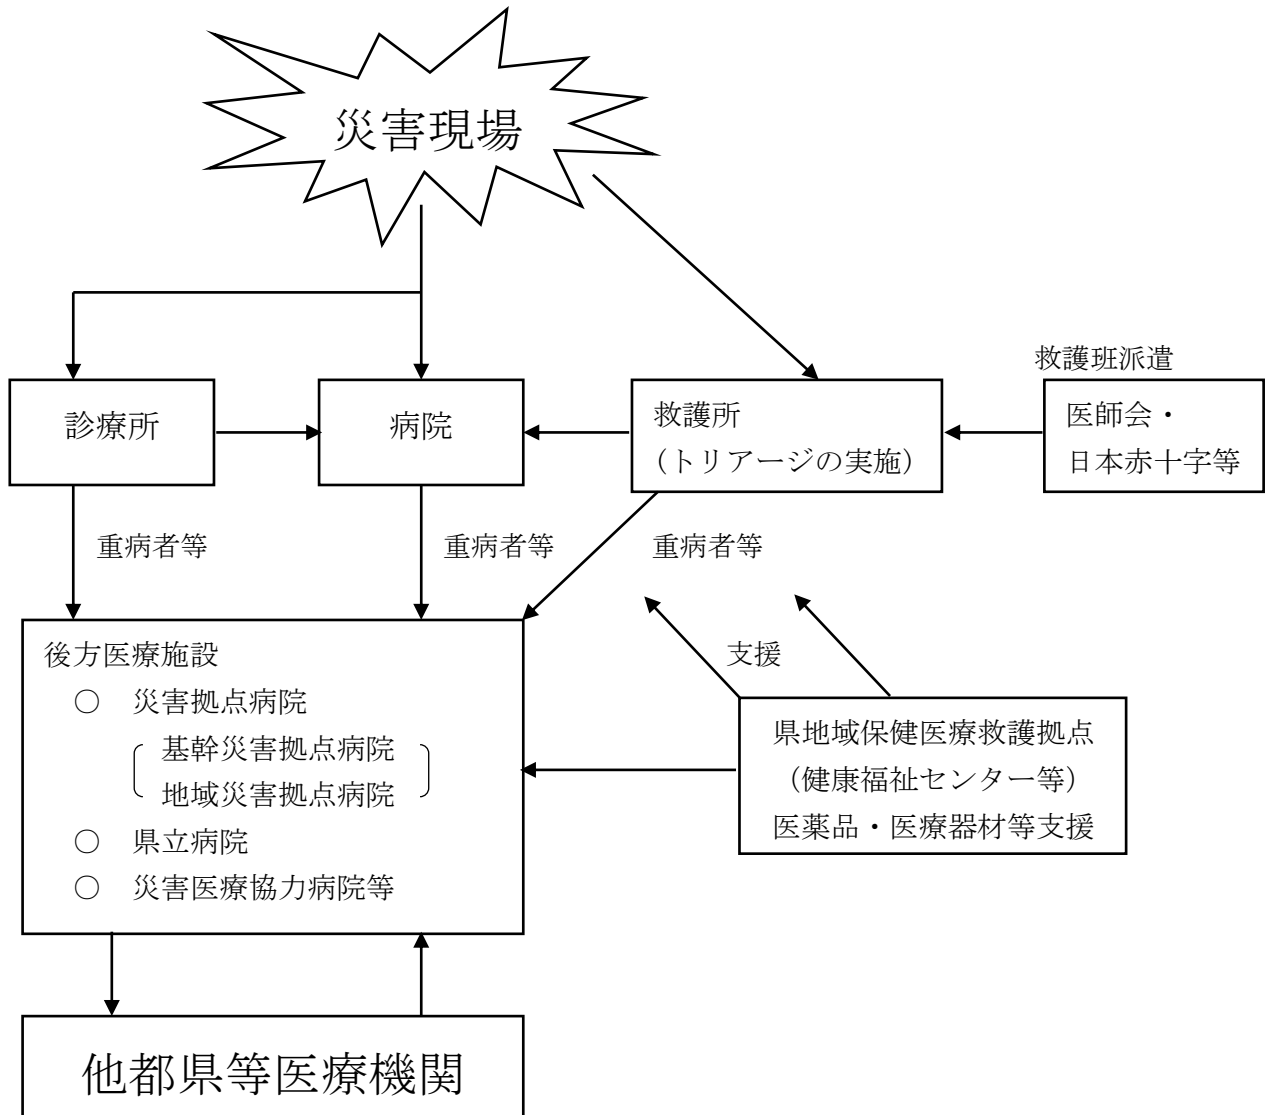 災害現場
救護班派遣
診療所
病院
救護所
(トリアージの実施)
医師会・
日本赤十字等
重病者等
重病者等
重病者等
後方医療施設
○ 災害拠点病院
基幹災害拠点病院
地域災害拠点病院
○ 県立病院
○ 災害医療協力病院等
支援
県地域保健医療救護拠点
(健康福祉センター等)
医薬品・医療器材等支援
他都県等医療機関